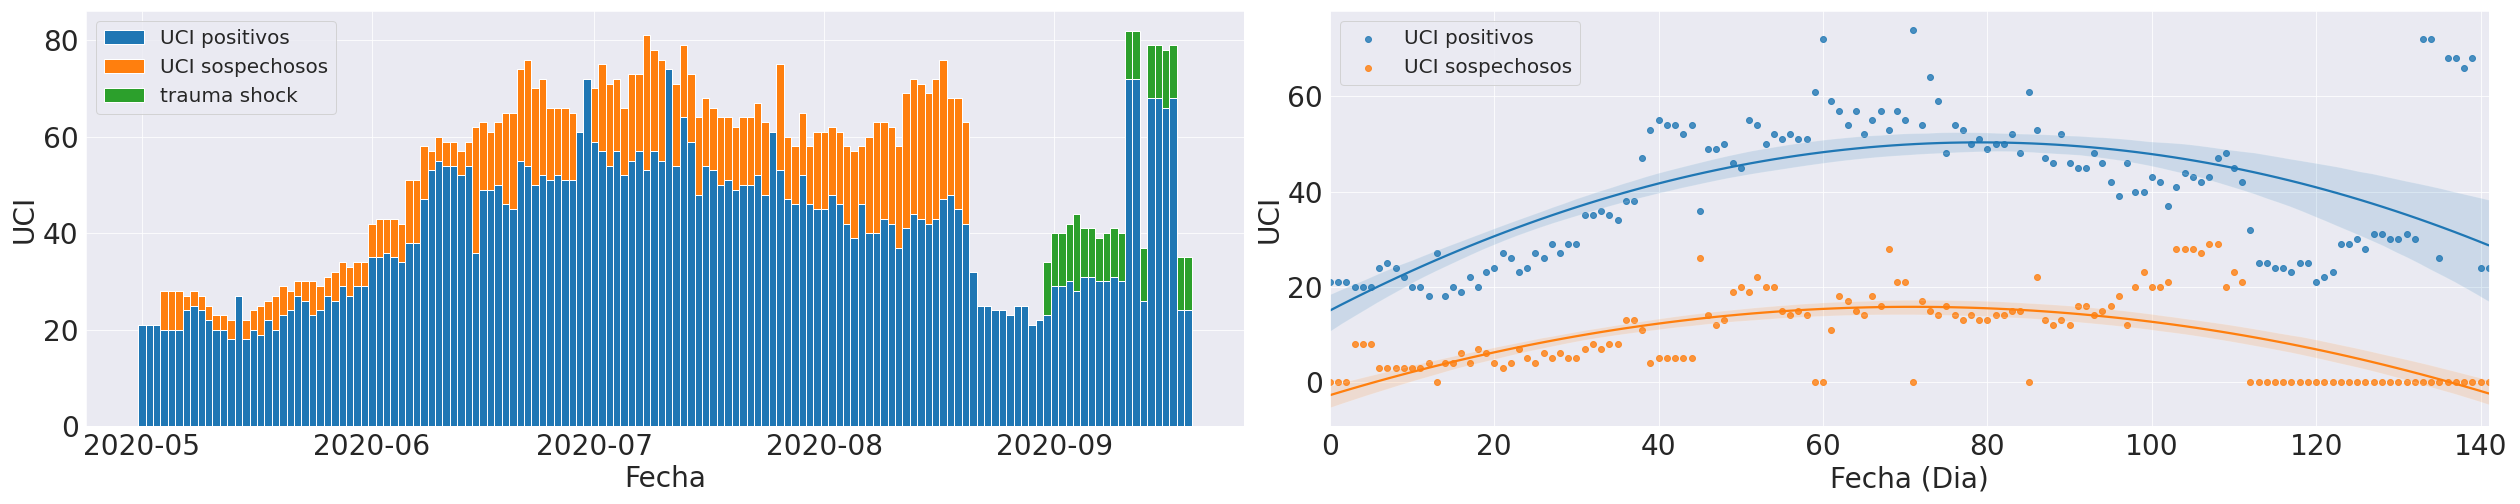 UCI positivos
UCI sospechosos
trauma shock
UCI
80
60
40
20
0
2020-05 2020-06 2020-07 2020-08 2020-09
Fecha
UCI positivos
UCI sospechosos
UCI
60
40
20
0
0 20 40 60 80 100 120 140
Fecha (Dia)